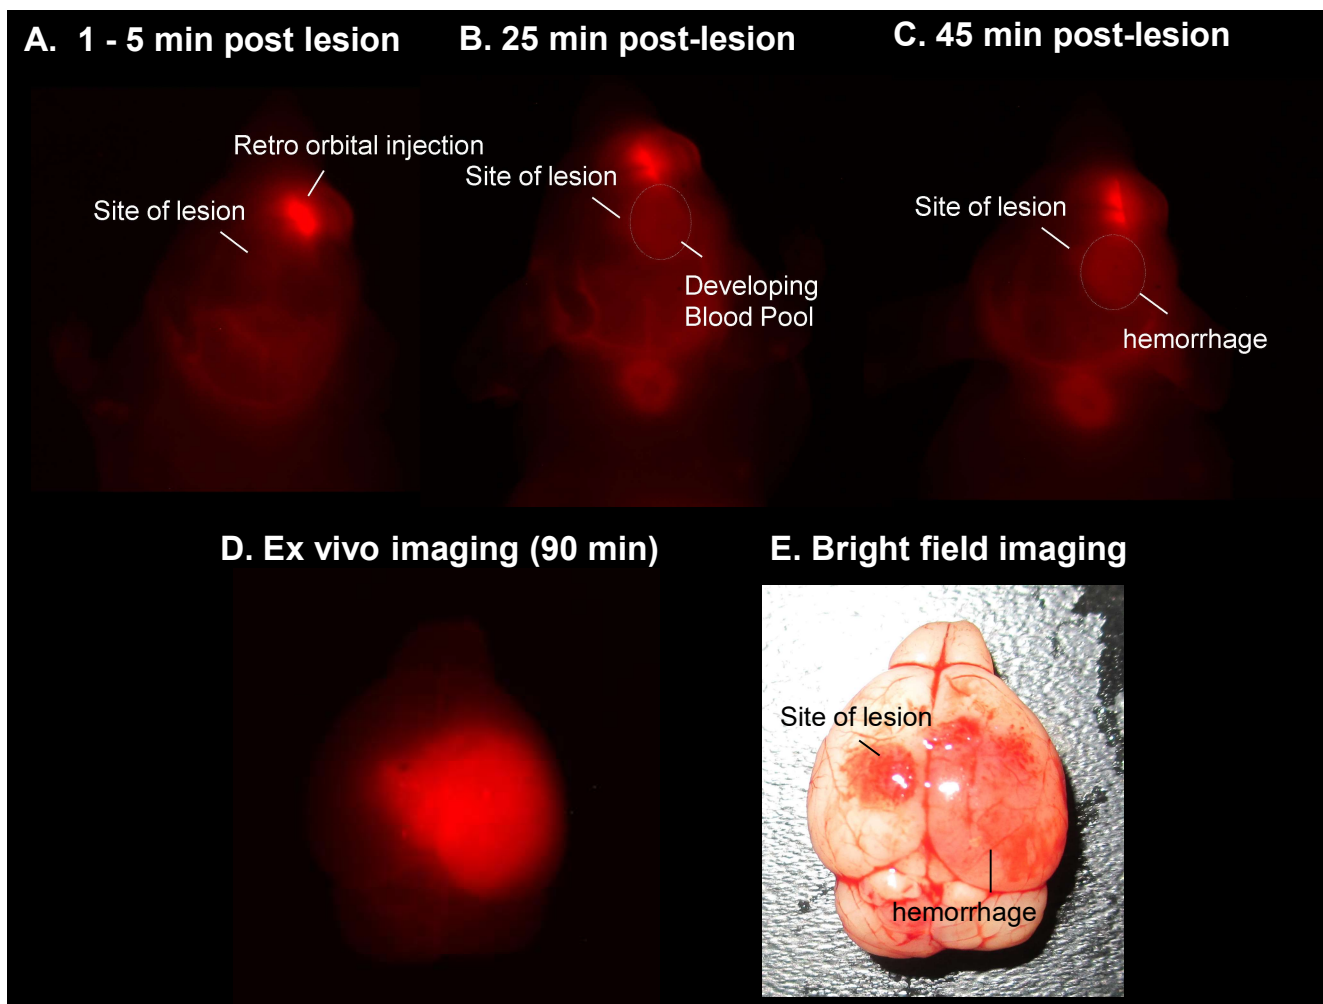 A. 1 - 5 min post lesion
B. 25 min post-lesion
C. 45 min post-lesion
Retro orbital injection
Site of lesion
Site of lesion
Developing
Blood Pool
Site of lesion
hemorrhage
D. Ex vivo imaging (90 min)
E. Bright field imaging
Site of lesion
hemorrhage